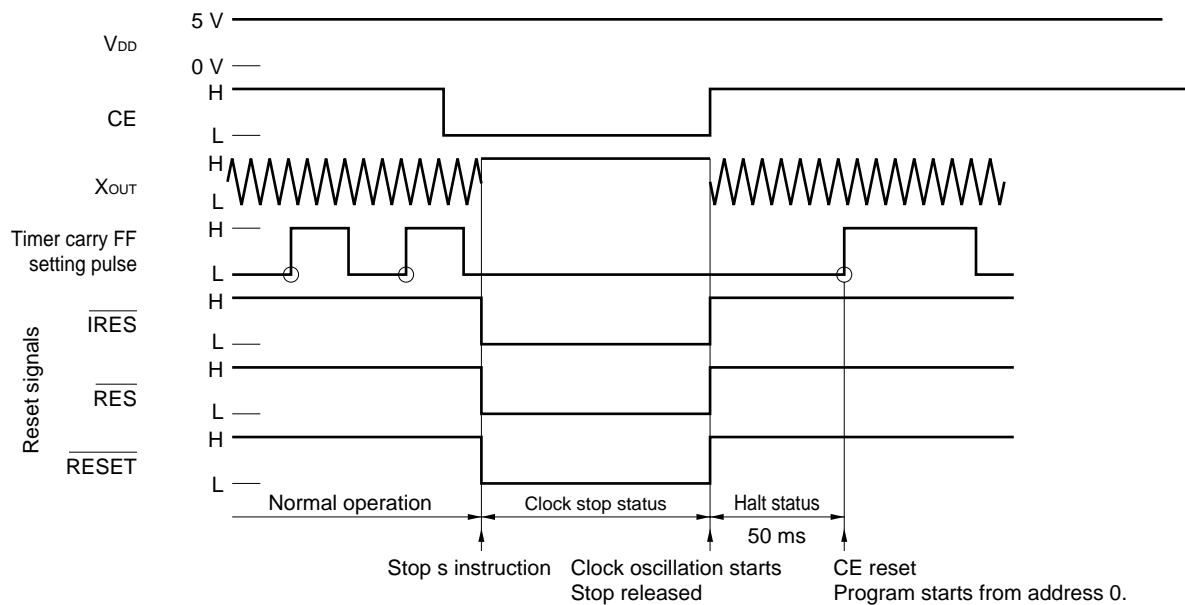 5 V
VDD
0 V
H
CE
L
H
XOUT
L
H
Timer carry FF
setting pulse
L
Reset signals
H
IRES
L
H
RES
L
H
RESET
L
Normal operation
Clock stop status
Halt status
50 ms
Stop s instruction
Clock oscillation starts
Stop released
CE reset
Program starts from address 0.